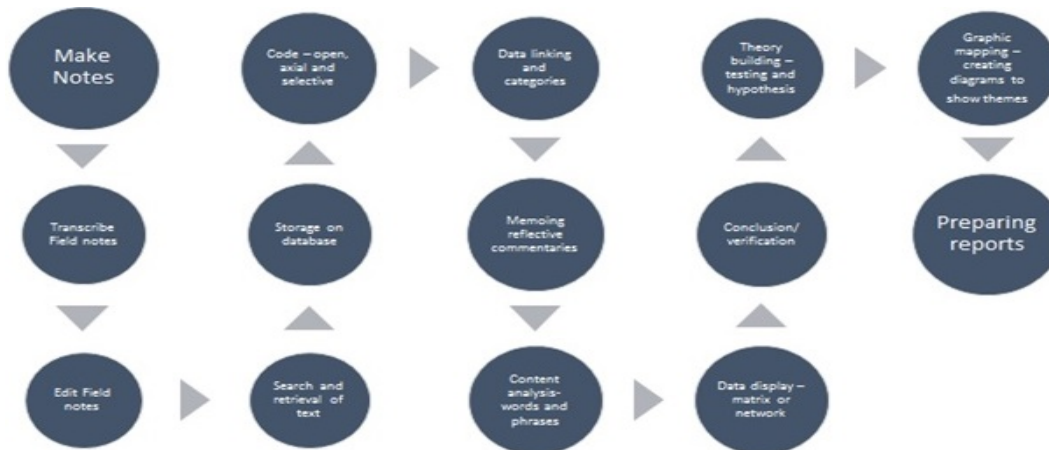 Make
Notes
Transcribe
Field notes
Edit Field
notes
Search and
retrieval of
text
Storage on
database
Code – open,
axial and
selective
Data linking
and
categories
Memoing
reflective
commentaries
Content
analysis-
words and
phrases
Data display –
matrix or
network
Conclusion/
verification
Theory
building –
testing and
hypothesis
Graphic
mapping –
creating
diagrams to
show themes
Preparing
reports